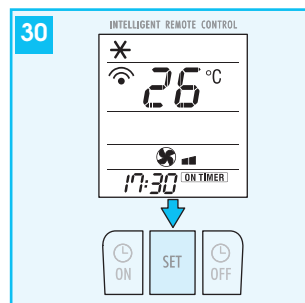 30
INTELLIGENT REMOTE CONTROL
26 °C
17:30 ON TIMER
ON SET OFF